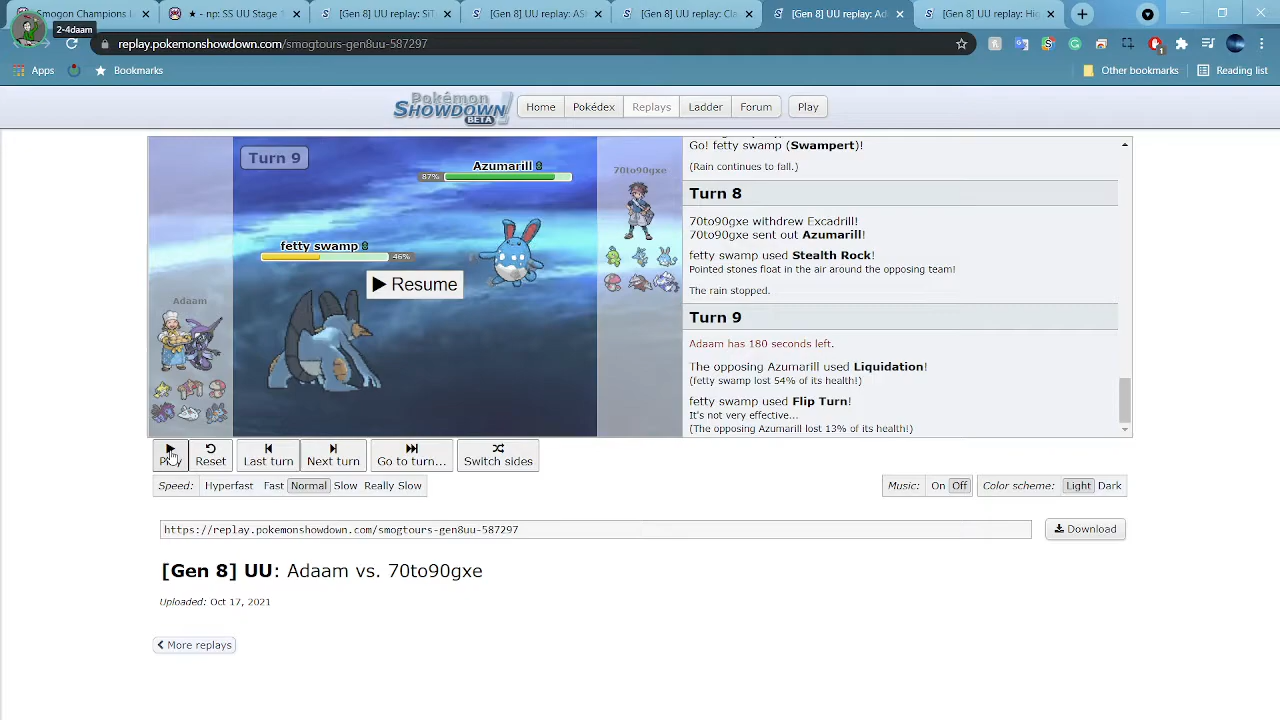 Smogon Champions L
- np: SS UU Stage
[Gen 8] UU replay: SiT
[Gen 8] UU replay: AS
[Gen 8] UU replay: C
[Gen 8] UU replay: Ad
[Gen 8] UU replay: Hig
2-4daam
replay.pokemonshowdown.com/smogtours-gen8uu-587297
Apps
Bookmarks
Other bookmarks
Reading list
Pokémon
SHOWDOWN!
BETA
Home
Pokédex
Replays
Ladder
Forum
Play
Turn 9
Azumarill
87%
fetty swamp
46%
Resume
Adaam
70to90gxe
Go! fetty swamp (Swampert)!
(Rain continues to fall.)
Turn 8
70to90gxe withdrew Excadrill!
70to90gxe sent out Azumarill!
fetty swamp used Stealth Rock!
Pointed stones float in the air around the opposing team!
The rain stopped.
Turn 9
Adaam has 180 seconds left.
The opposing Azumarill used Liquidation!
(fetty swamp lost 54% of its health!)
fetty swamp used Flip Turn!
It's not very effective...
(The opposing Azumarill lost 13% of its health!)
Play
Reset
Last turn
Next turn
Go to turn...
Switch sides
Speed: Hyperfast Fast Normal Slow Really Slow
Music: On Off
Color scheme: Light Dark
https://replay.pokemonshowdown.com/smogtours-gen8uu-587297
Download
[Gen 8] UU: Adaam vs. 70to90gxe
Uploaded: Oct 17, 2021
More replays